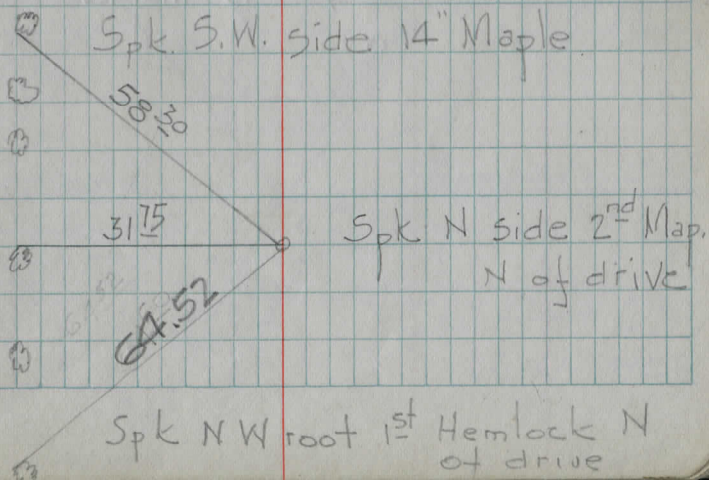 Spk. S.W. side 14" Maple
58 30
31 75
Spk N side 2nd Map.
N of drive
64.52
Spk N W root 1st Hemlock N
of drive